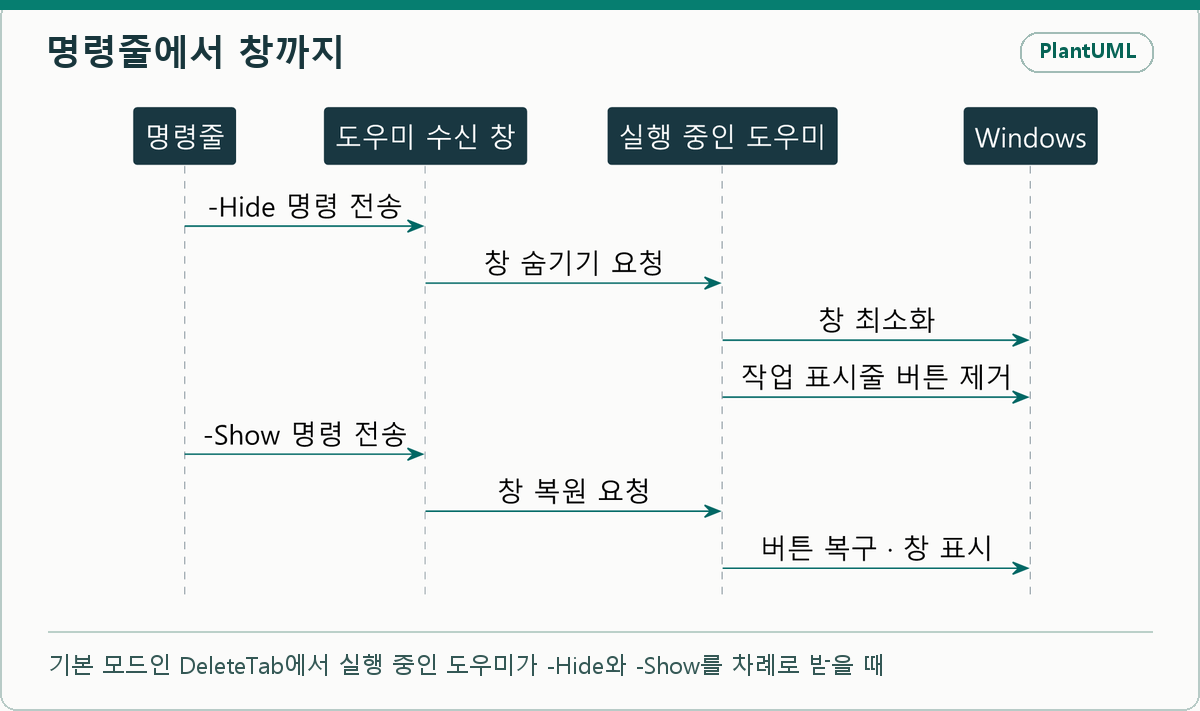 명령줄에서 창까지
PlantUML
명령줄
도우미 수신 창
실행 중인 도우미
Windows
-Hide 명령 전송
창 숨기기 요청
창 최소화
작업 표시줄 버튼 제거
-Show 명령 전송
창 복원 요청
버튼 복구 · 창 표시
기본 모드인 DeleteTab에서 실행 중인 도우미가 -Hide와 -Show를 차례로 받을 때